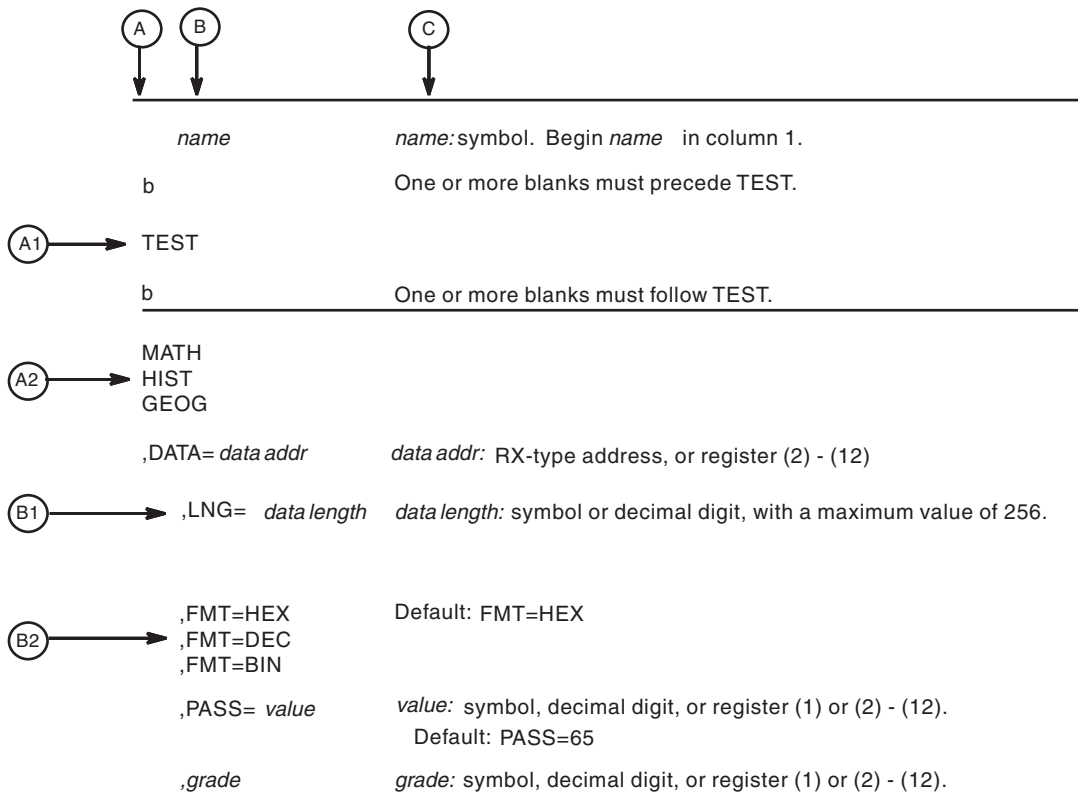 A B C
name name: symbol. Begin name in column 1.
b One or more blanks must precede TEST.
A1 TEST
b One or more blanks must follow TEST.
MATH
A2 HIST
GEOG
,DATA= data addr data addr: RX-type address, or register (2) - (12)
B1 ,LNG= data length data length: symbol or decimal digit, with a maximum value of 256.
,FMT=HEX Default: FMT=HEX
B2 ,FMT=DEC
,FMT=BIN
,PASS= value value: symbol, decimal digit, or register (1) or (2) - (12).
Default: PASS=65
,grade grade: symbol, decimal digit, or register (1) or (2) - (12).